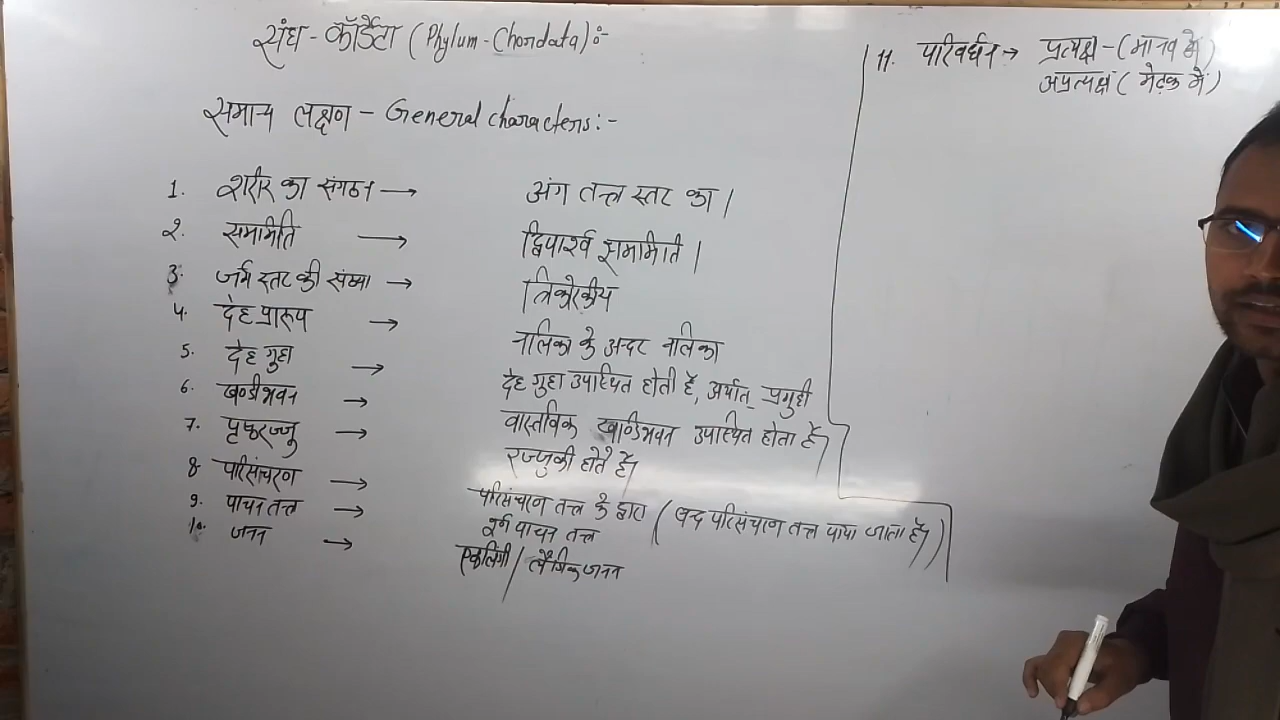 संघ - कॉर्डेटा (Phylum - Chordata) :-
समान्य लक्षण - General characters :-
1. शरीर का संगठन → अंग तन्त्र स्तर का।
2. सममिति → द्विपार्श्व सममिति।
3. जर्म स्तर की संख्या → त्रिकोरकीय
4. देह प्रारूप → नलिका के अन्दर नलिका
5. देह गुहा → देह गुहा उपस्थित होती है, अर्थात् प्रगुही
6. खण्डीभवन → वास्तविक खण्डिभवन उपस्थित होता है।
7. पृष्ठरज्जु → रज्जुकी होते है।
8 परिसंचरण → परिसंचरण तन्त्र के द्वारा (बन्द परिसंचरण तन्त्र पाया जाता है।)
9. पाचन तन्त्र → पूर्ण पाचन तन्त्र
10. जनन → एकलिंगी / लैंगिक जनन
11. परिवर्धन → प्रत्यक्ष - (मानव में)
अप्रत्यक्ष (मेढ़क में)